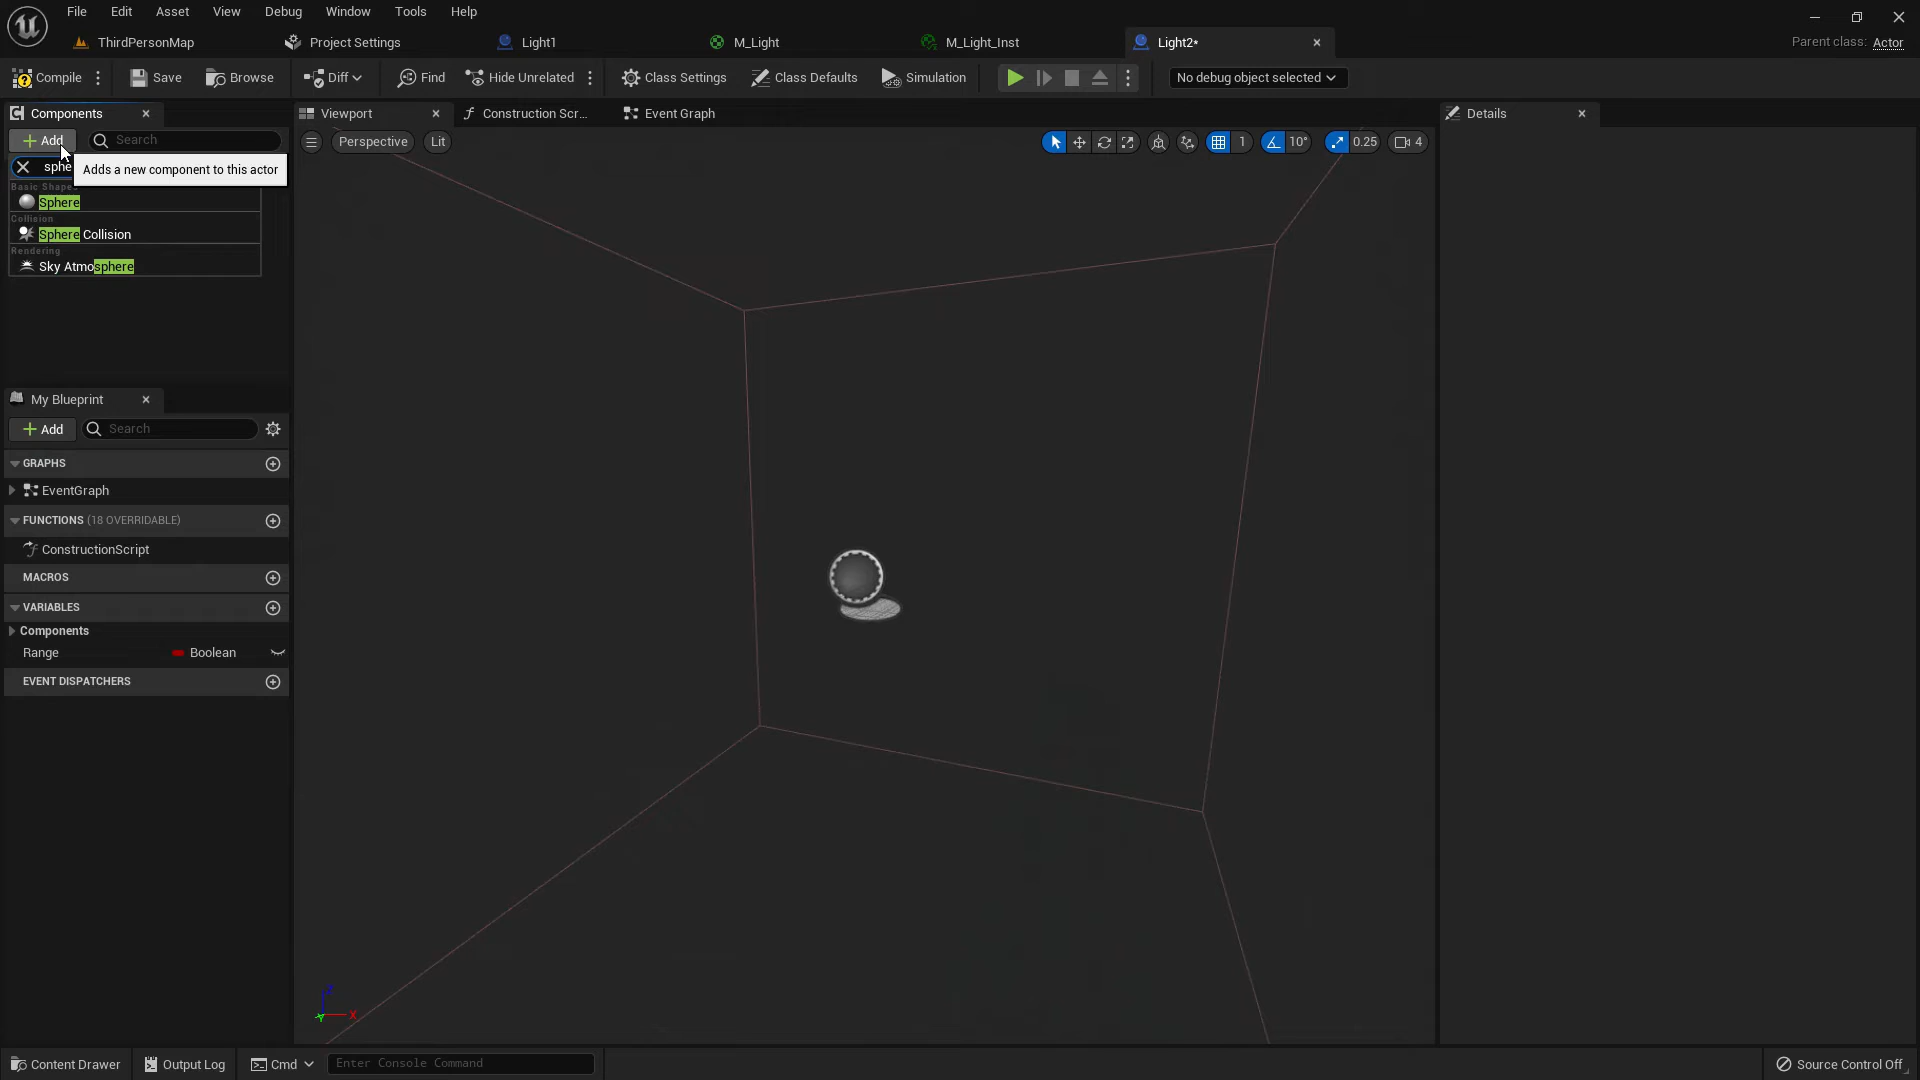 File Edit Asset View Debug Window Tools Help
ThirdPersonMap Project Settings Light1 M_Light M_Light_Inst Light2* Parent class: Actor
Compile Save Browse Diff Find Hide Unrelated Class Settings Class Defaults Simulation No debug object selected
Components Viewport Construction Scr... Event Graph Details
Add Search Perspective Lit 1 10° 0.25 4
sphe Adds a new component to this actor
Basic Shapes
Sphere
Collision
Sphere Collision
Rendering
Sky Atmosphere
My Blueprint
Add Search
GRAPHS
EventGraph
FUNCTIONS (18 OVERRIDABLE)
ConstructionScript
MACROS
VARIABLES
Components
Range Boolean
EVENT DISPATCHERS
Z
Y X
Content Drawer Output Log Cmd Enter Console Command Source Control Off